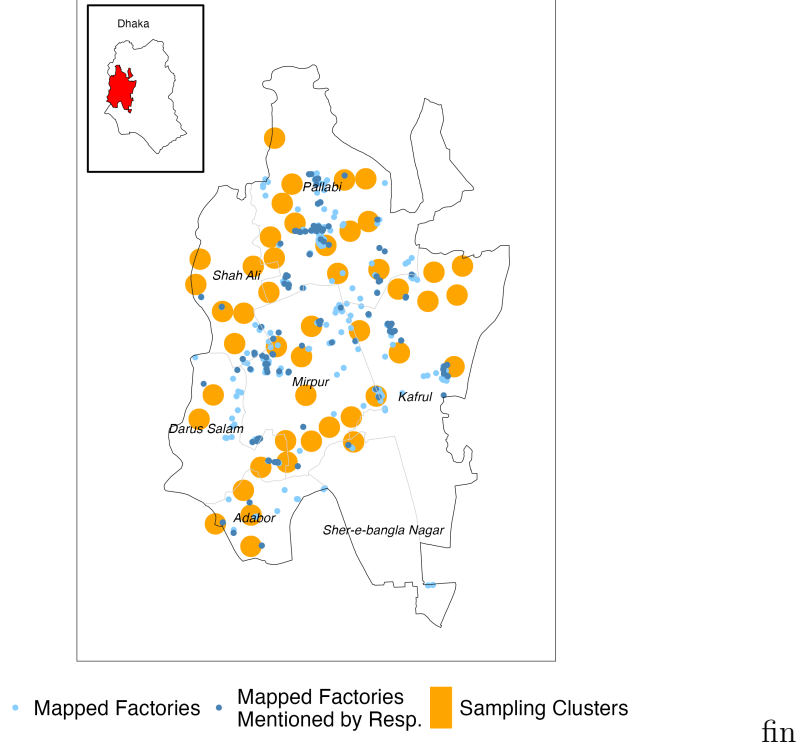 Dhaka
Pallabi
Shah Ali
Mirpur
Kafrul
Darus Salam
Adabor
Sher-e-bangla Nagar
Mapped Factories
Mapped Factories
Mentioned by Resp.
Sampling Clusters
fin